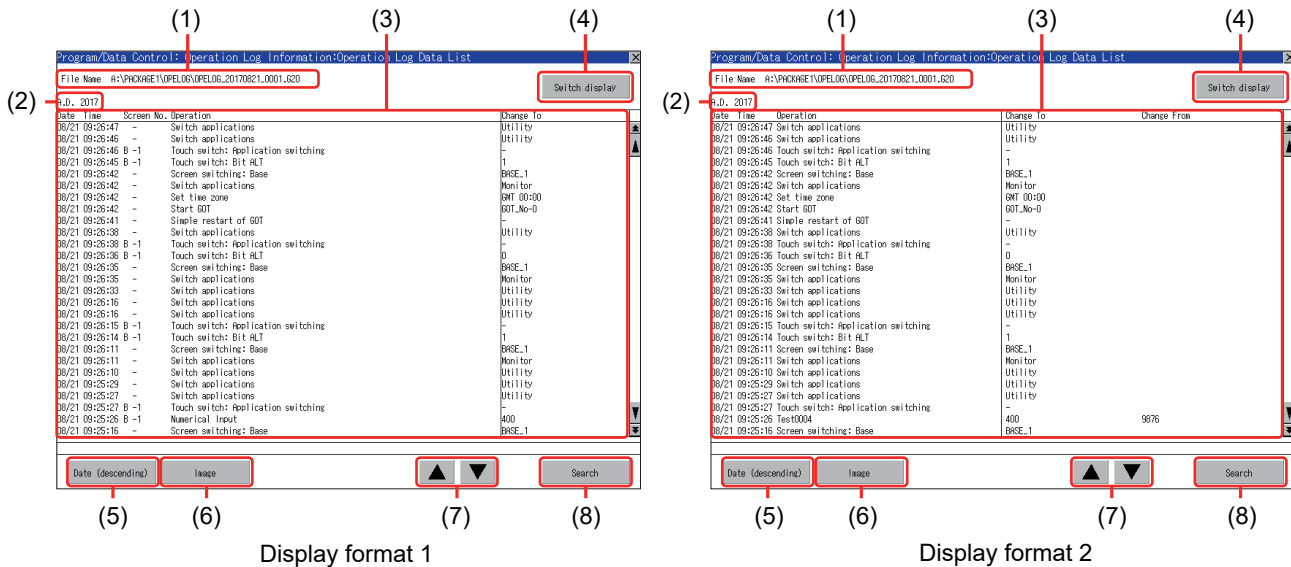 (1) (3) (4)
Program/Data Control: Operation Log Information:Operation Log Data List
File Name A:\PACKAGE1\OPELOG\OPELOG_20170821_0001.G2O
Switch display
(2)
A.D. 2017
Date Time Screen No. Operation Change To
08/21 09:26:47 - Switch applications Utility
08/21 09:26:46 - Switch applications Utility
08/21 09:26:46 B -1 Touch switch: Application switching -
08/21 09:26:45 B -1 Touch switch: Bit ALT 1
08/21 09:26:42 - Screen switching: Base BASE_1
08/21 09:26:42 - Switch applications Monitor
08/21 09:26:42 - Set time zone GMT 00:00
08/21 09:26:42 - Start GOT GOT_No-0
08/21 09:26:41 - Simple restart of GOT -
08/21 09:26:38 - Switch applications Utility
08/21 09:26:38 B -1 Touch switch: Application switching -
08/21 09:26:36 B -1 Touch switch: Bit ALT 0
08/21 09:26:35 - Screen switching: Base BASE_1
08/21 09:26:35 - Switch applications Monitor
08/21 09:26:33 - Switch applications Utility
08/21 09:26:16 - Switch applications Utility
08/21 09:26:16 - Switch applications Utility
08/21 09:26:15 B -1 Touch switch: Application switching -
08/21 09:26:14 B -1 Touch switch: Bit ALT 1
08/21 09:26:11 - Screen switching: Base BASE_1
08/21 09:26:11 - Switch applications Monitor
08/21 09:26:10 - Switch applications Utility
08/21 09:25:29 - Switch applications Utility
08/21 09:25:27 - Switch applications Utility
08/21 09:25:27 B -1 Touch switch: Application switching -
08/21 09:25:26 B -1 Numerical Input 400
08/21 09:25:16 - Screen switching: Base BASE_1
Date (descending) Image Search
(5) (6) (7) (8)
Display format 1
(1) (3) (4)
Program/Data Control: Operation Log Information:Operation Log Data List
File Name A:\PACKAGE1\OPELOG\OPELOG_20170821_0001.G2O
Switch display
(2)
A.D. 2017
Date Time Operation Change To Change From
08/21 09:26:47 Switch applications Utility
08/21 09:26:46 Switch applications Utility
08/21 09:26:46 Touch switch: Application switching -
08/21 09:26:45 Touch switch: Bit ALT 1
08/21 09:26:42 Screen switching: Base BASE_1
08/21 09:26:42 Switch applications Monitor
08/21 09:26:42 Set time zone GMT 00:00
08/21 09:26:42 Start GOT GOT_No-0
08/21 09:26:41 Simple restart of GOT -
08/21 09:26:38 Switch applications Utility
08/21 09:26:38 Touch switch: Application switching -
08/21 09:26:36 Touch switch: Bit ALT 0
08/21 09:26:35 Screen switching: Base BASE_1
08/21 09:26:35 Switch applications Monitor
08/21 09:26:33 Switch applications Utility
08/21 09:26:16 Switch applications Utility
08/21 09:26:16 Switch applications Utility
08/21 09:26:15 Touch switch: Application switching -
08/21 09:26:14 Touch switch: Bit ALT 1
08/21 09:26:11 Screen switching: Base BASE_1
08/21 09:26:11 Switch applications Monitor
08/21 09:26:10 Switch applications Utility
08/21 09:25:29 Switch applications Utility
08/21 09:25:27 Switch applications Utility
08/21 09:25:27 Touch switch: Application switching -
08/21 09:25:26 Test0004 400 9876
08/21 09:25:16 Screen switching: Base BASE_1
Date (descending) Image Search
(5) (6) (7) (8)
Display format 2